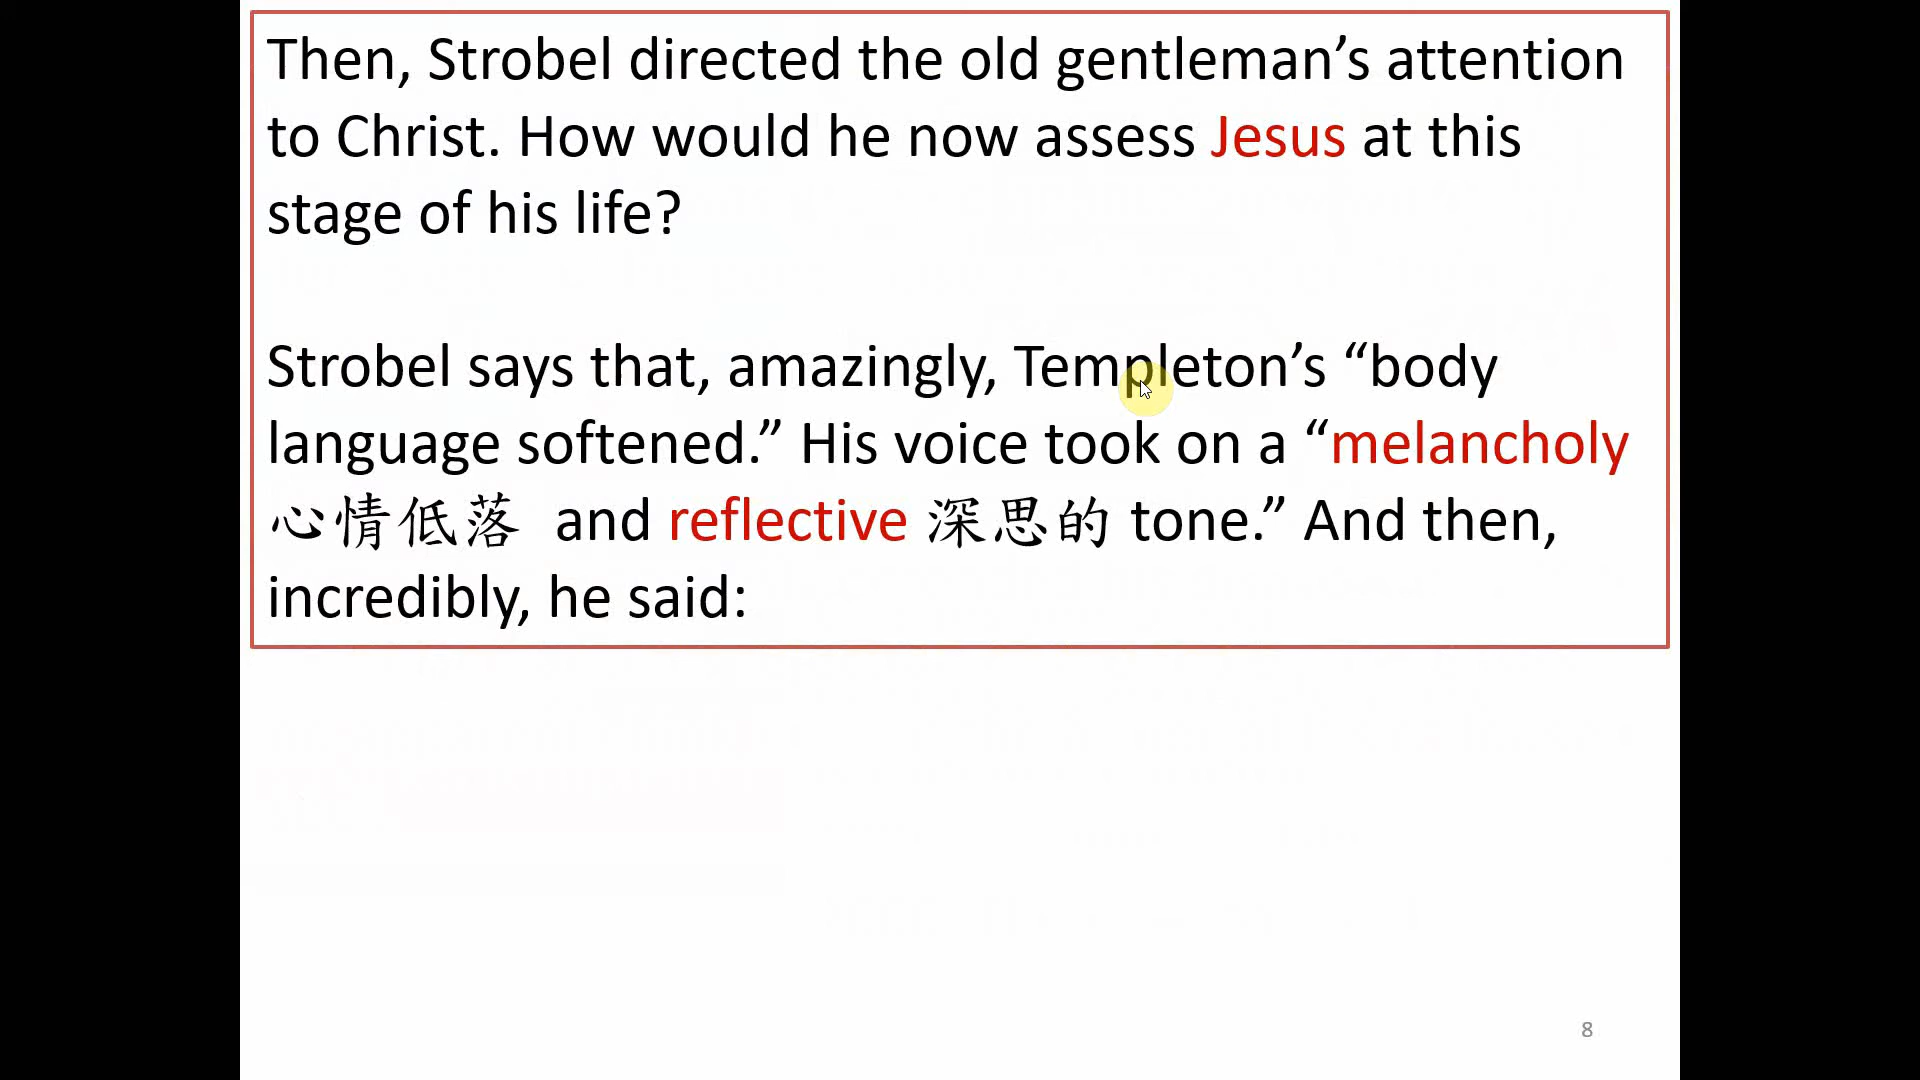 Then, Strobel directed the old gentleman’s attention
to Christ. How would he now assess Jesus at this
stage of his life?
Strobel says that, amazingly, Templeton’s “body
language softened.” His voice took on a “melancholy
心情低落 and reflective 深思的 tone.” And then,
incredibly, he said:
8